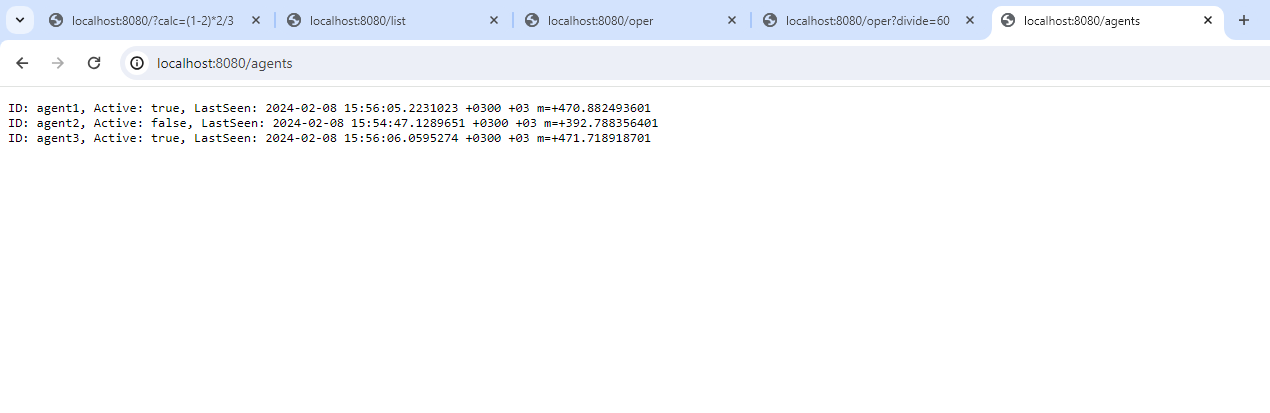 localhost:8080/?calc=(1-2)*2/3
localhost:8080/list
localhost:8080/oper
localhost:8080/oper?divide=60
localhost:8080/agents
localhost:8080/agents
ID: agent1, Active: true, LastSeen: 2024-02-08 15:56:05.2231023 +0300 +03 m=+470.882493601
ID: agent2, Active: false, LastSeen: 2024-02-08 15:54:47.1289651 +0300 +03 m=+392.788356401
ID: agent3, Active: true, LastSeen: 2024-02-08 15:56:06.0595274 +0300 +03 m=+471.718918701